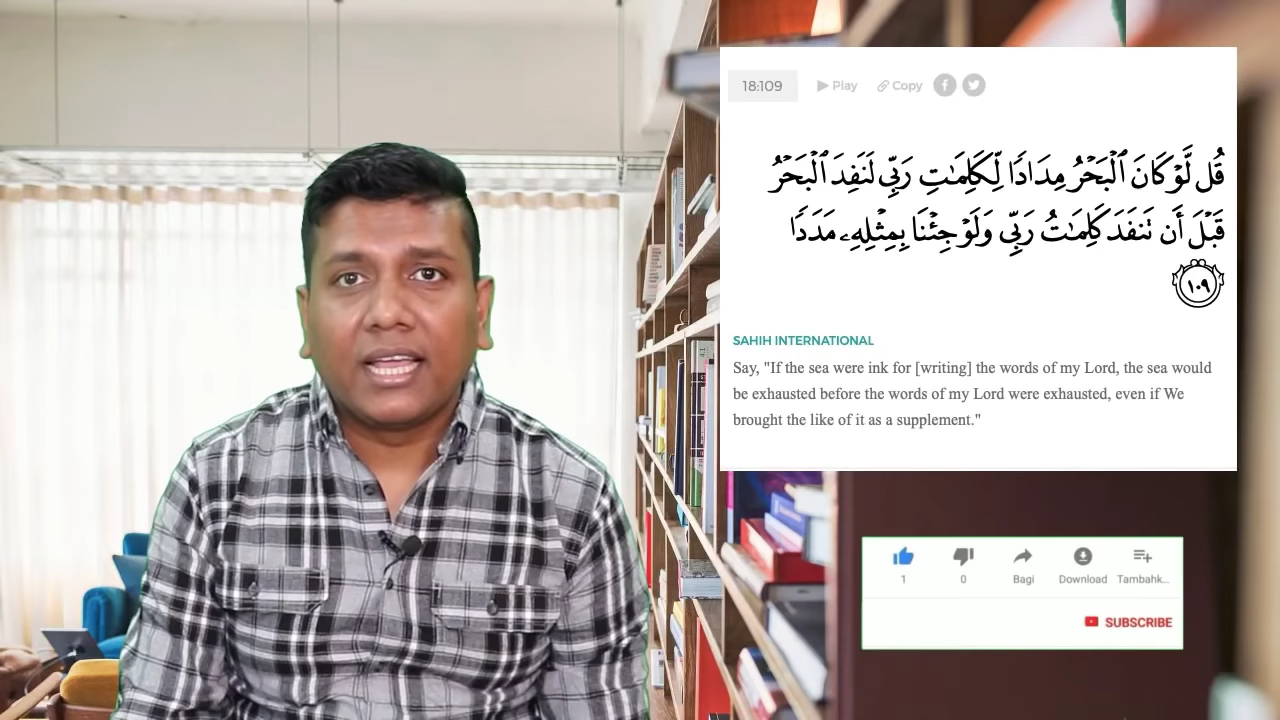 18:109
Play
Copy
قُل لَّوْ كَانَ ٱلْبَحْرُ مِدَادًا لِّكَلِمَٰتِ رَبِّى لَنَفِدَ ٱلْبَحْرُ
قَبْلَ أَن تَنفَدَ كَلِمَٰتُ رَبِّى وَلَوْ جِئْنَا بِمِثْلِهِۦ مَدَدًا
١٠٩
SAHIH INTERNATIONAL
Say, "If the sea were ink for [writing] the words of my Lord, the sea would
be exhausted before the words of my Lord were exhausted, even if We
brought the like of it as a supplement."
1 0 Bagi Download Tambahk...
SUBSCRIBE